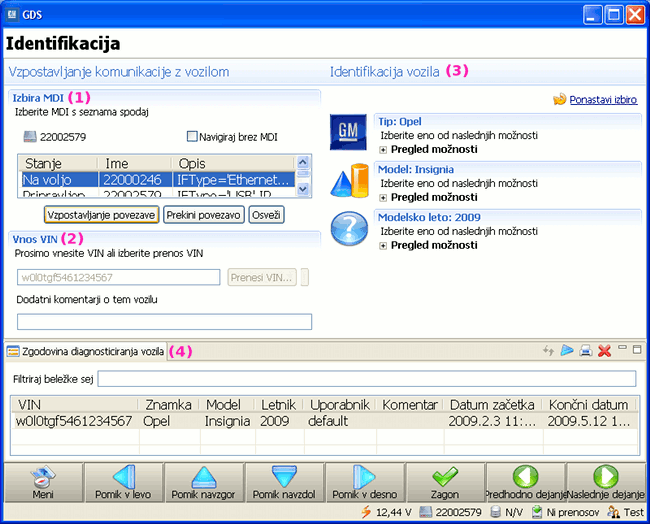 GDS
Identifikacija
Vzpostavljanje komunikacije z vozilom
Identifikacija vozila (3)
Izbira MDI (1)
Izberite MDI s seznama spodaj
22002579
Navigiraj brez MDI
Stanje Ime Opis
Na voljo 22000246 IFType='Ethernet...
Pripravljen 22002579 IFType='USB' IP
Vzpostavljanje povezave
Prekini povezavo
Osveži
Vnos VIN (2)
Prosimo vnesite VIN ali izberite prenos VIN
w0l0tgf5461234567
Prenesi VIN...
Dodatni komentarji o tem vozilu
Ponastavi izbiro
GM
Tip: Opel
Izberite eno od naslednjih možnosti
Pregled možnosti
Model: Insignia
Izberite eno od naslednjih možnosti
Pregled možnosti
?
Modelsko leto: 2009
Izberite eno od naslednjih možnosti
Pregled možnosti
Zgodovina diagnosticiranja vozila (4)
Filtriraj beležke sej
VIN Znamka Model Letnik Uporabnik Komentar Datum začetka Končni datum
w0l0tgf5461234567 Opel Insignia 2009 default 2009.2.3 11:... 2009.5.12 1...
Meni
Pomik v levo
Pomik navzgor
Pomik navzdol
Pomik v desno
Zagon
Predhodno dejanje
Naslednje dejanje
12,44 V 22002579 N/V Ni prenosov Test